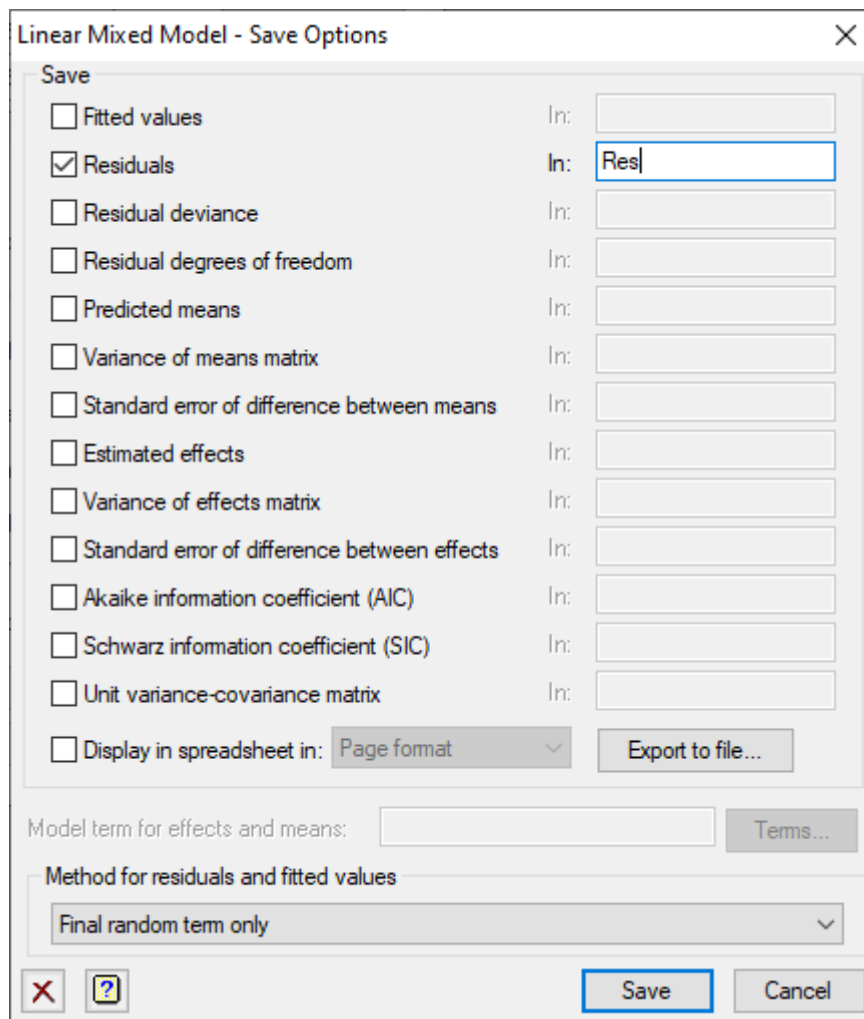 Linear Mixed Model - Save Options
Save
Fitted values In:
Residuals In: Res
Residual deviance In:
Residual degrees of freedom In:
Predicted means In:
Variance of means matrix In:
Standard error of difference between means In:
Estimated effects In:
Variance of effects matrix In:
Standard error of difference between effects In:
Akaike information coefficient (AIC) In:
Schwarz information coefficient (SIC) In:
Unit variance-covariance matrix In:
Display in spreadsheet in: Page format Export to file...
Model term for effects and means: Terms...
Method for residuals and fitted values
Final random term only
? Save Cancel